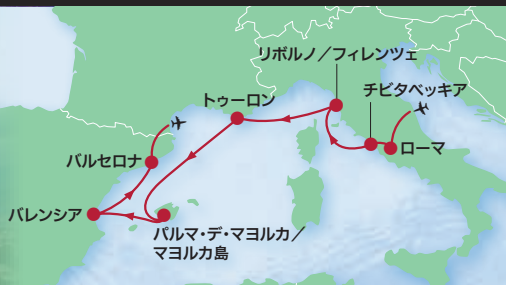 リボルノ／フィレンツェ
チビタベッキア
トゥーロン
ローマ
バルセロナ
バレンシア
パルマ・デ・マヨルカ／
マヨルカ島